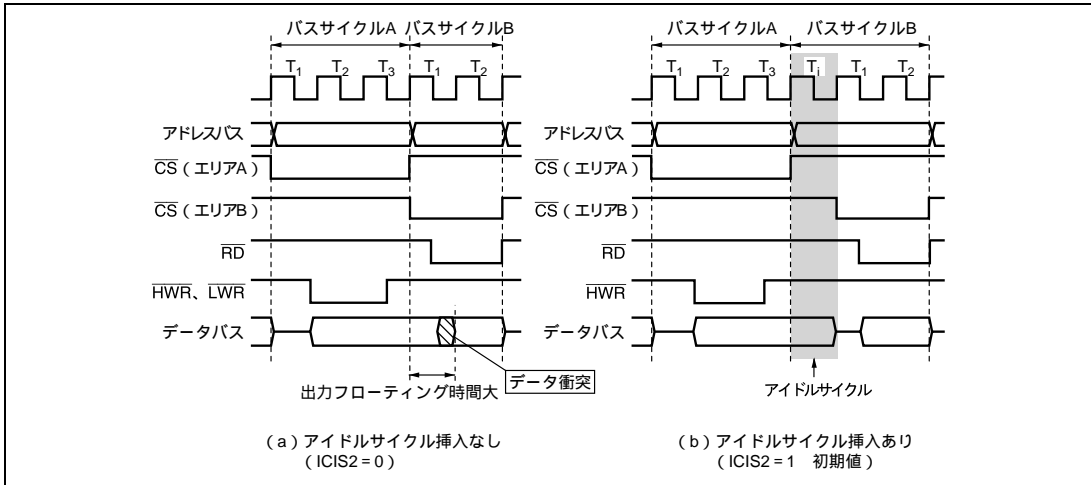 バスサイクルA バスサイクルB
T1 T2 T3 T1 T2
アドレスバス
CS(エリアA)
CS(エリアB)
RD
HWR、LWR
データバス
出力フローティング時間大
データ衝突
(a)アイドルサイクル挿入なし
(ICIS2=0)
バスサイクルA バスサイクルB
T1 T2 T3 Ti T1 T2
アドレスバス
CS(エリアA)
CS(エリアB)
RD
HWR
データバス
アイドルサイクル
(b)アイドルサイクル挿入あり
(ICIS2=1 初期値)